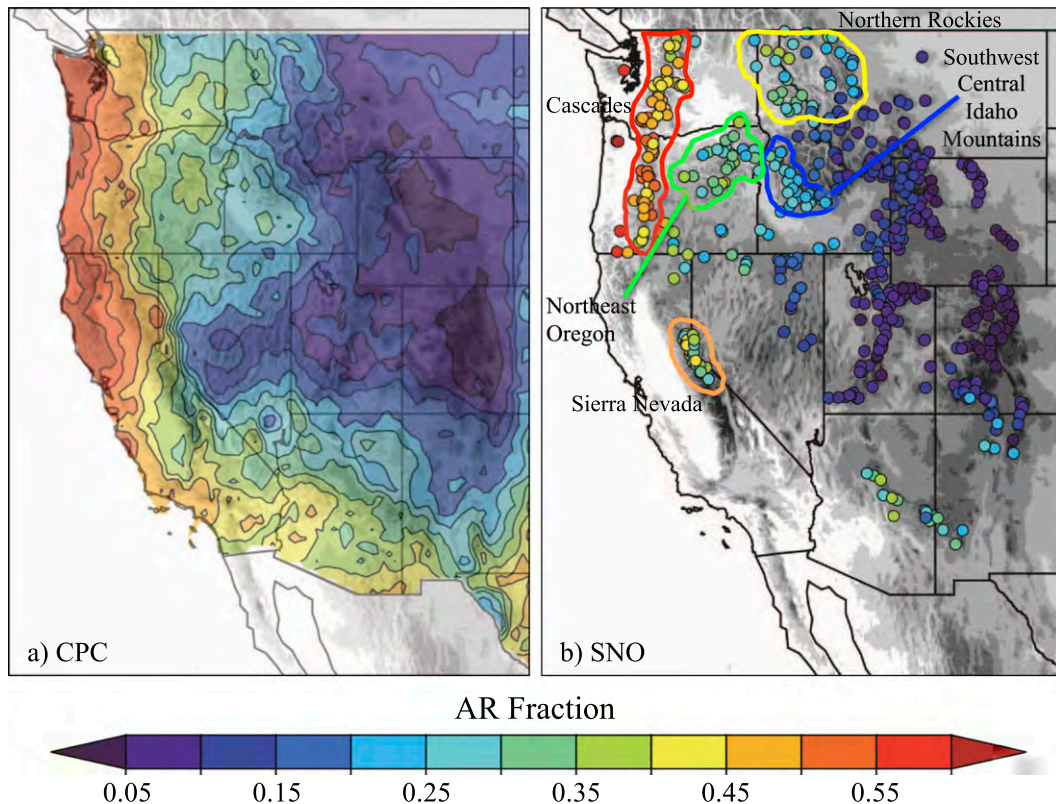 Northern Rockies
Southwest
Central
Idaho
Mountains
Cascades
Northeast
Oregon
Sierra Nevada
a) CPC
b) SNO
AR Fraction
0.05 0.15 0.25 0.35 0.45 0.55